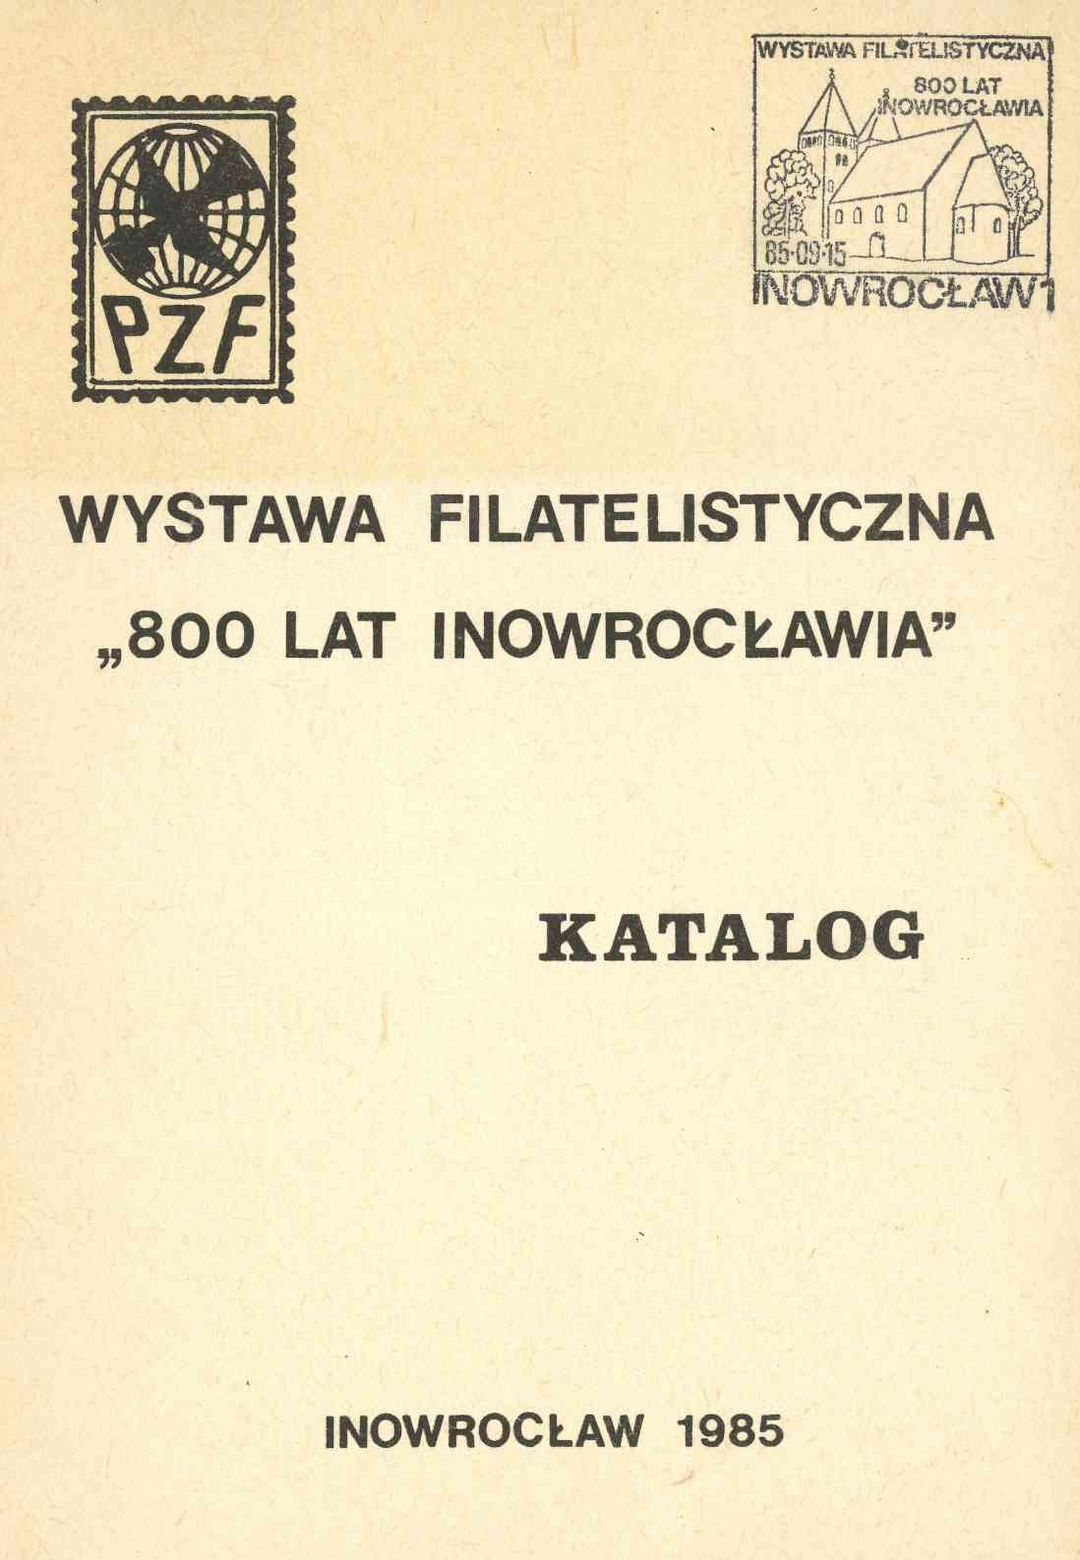 WYSTAWA FILATELISTYCZNA
800 LAT
INOWROCŁAWIA
85·09·15
INOWROCŁAW 1
PZF
WYSTAWA FILATELISTYCZNA
„800 LAT INOWROCŁAWIA”
KATALOG
INOWROCŁAW 1985